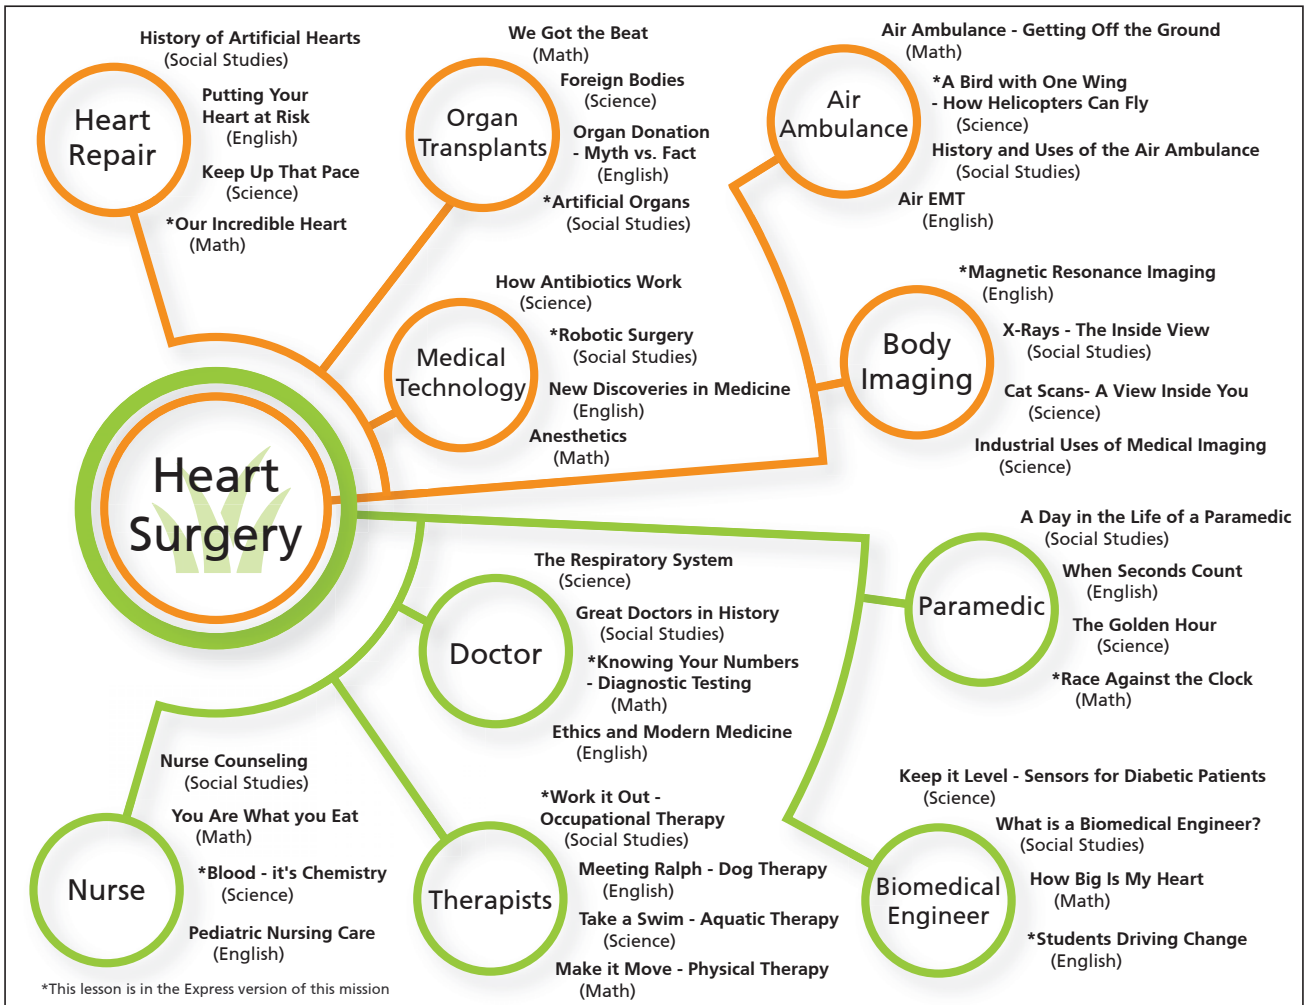 History of Artificial Hearts
(Social Studies)
Heart
Repair
Putting Your
Heart at Risk
(English)
Keep Up That Pace
(Science)
*Our Incredible Heart
(Math)
We Got the Beat
(Math)
Organ
Transplants
Foreign Bodies
(Science)
Organ Donation
- Myth vs. Fact
(English)
*Artificial Organs
(Social Studies)
Air Ambulance - Getting Off the Ground
(Math)
Air
Ambulance
*A Bird with One Wing
- How Helicopters Can Fly
(Science)
History and Uses of the Air Ambulance
(Social Studies)
Air EMT
(English)
How Antibiotics Work
(Science)
Medical
Technology
*Robotic Surgery
(Social Studies)
New Discoveries in Medicine
(English)
Anesthetics
(Math)
*Magnetic Resonance Imaging
(English)
Body
Imaging
X-Rays - The Inside View
(Social Studies)
Cat Scans- A View Inside You
(Science)
Industrial Uses of Medical Imaging
(Science)
Heart
Surgery
The Respiratory System
(Science)
Doctor
Great Doctors in History
(Social Studies)
*Knowing Your Numbers
- Diagnostic Testing
(Math)
Ethics and Modern Medicine
(English)
A Day in the Life of a Paramedic
(Social Studies)
Paramedic
When Seconds Count
(English)
The Golden Hour
(Science)
*Race Against the Clock
(Math)
Nurse Counseling
(Social Studies)
Nurse
You Are What you Eat
(Math)
*Blood - it's Chemistry
(Science)
Pediatric Nursing Care
(English)
*Work it Out -
Occupational Therapy
(Social Studies)
Therapists
Meeting Ralph - Dog Therapy
(English)
Take a Swim - Aquatic Therapy
(Science)
Make it Move - Physical Therapy
(Math)
Keep it Level - Sensors for Diabetic Patients
(Science)
Biomedical
Engineer
What is a Biomedical Engineer?
(Social Studies)
How Big Is My Heart
(Math)
*Students Driving Change
(English)
*This lesson is in the Express version of this mission